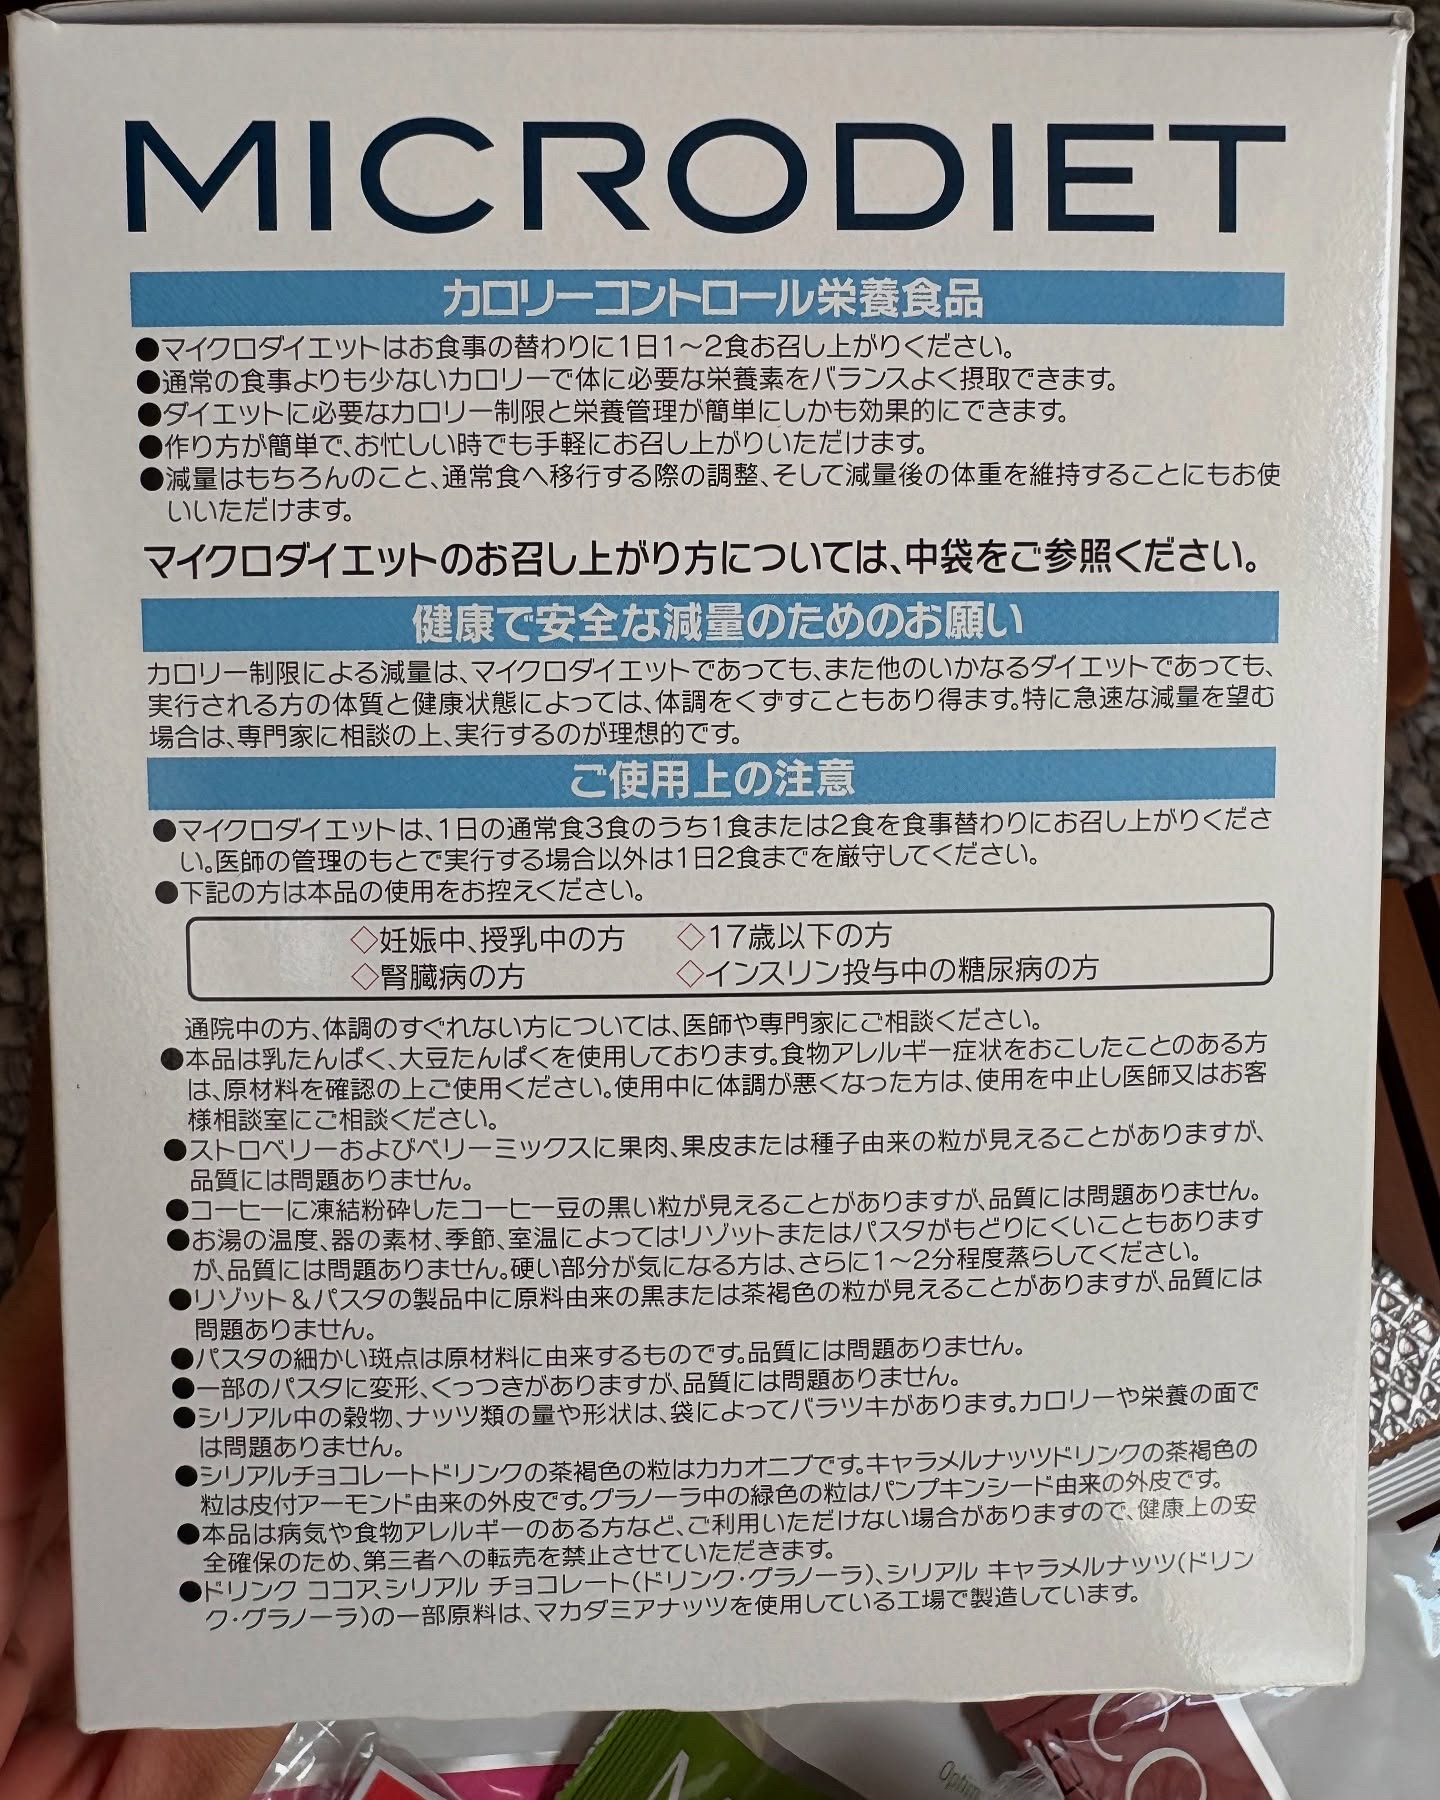 MICRODIET
カロリーコントロール栄養食品
●マイクロダイエットはお食事の替わりに1日1～2食お召し上がりください。
●通常の食事よりも少ないカロリーで体に必要な栄養素をバランスよく摂取できます。
●ダイエットに必要なカロリー制限と栄養管理が簡単にしかも効果的にできます。
●作り方が簡単で、お忙しい時でも手軽にお召し上がりいただけます。
●減量はもちろんのこと、通常食へ移行する際の調整、そして減量後の体重を維持することにもお使
いいただけます。
マイクロダイエットのお召し上がり方については、中袋をご参照ください。
健康で安全な減量のためのお願い
カロリー制限による減量は、マイクロダイエットであっても、また他のいかなるダイエットであっても、
実行される方の体質と健康状態によっては、体調をくずすこともあり得ます。特に急速な減量を望む
場合は、専門家に相談の上、実行するのが理想的です。
ご使用上の注意
●マイクロダイエットは、1日の通常食3食のうち1食または2食を食事替わりにお召し上がりくださ
い。医師の管理のもとで実行する場合以外は1日2食までを厳守してください。
●下記の方は本品の使用をお控えください。
◇妊娠中、授乳中の方 ◇17歳以下の方
◇腎臓病の方 ◇インスリン投与中の糖尿病の方
通院中の方、体調のすぐれない方については、医師や専門家にご相談ください。
●本品は乳たんぱく、大豆たんぱくを使用しております。食物アレルギー症状をおこしたことのある方
は、原材料を確認の上ご使用ください。使用中に体調が悪くなった方は、使用を中止し医師又はお客
様相談室にご相談ください。
●ストロベリーおよびベリーミックスに果肉、果皮または種子由来の粒が見えることがありますが、
品質には問題ありません。
●コーヒーに凍結粉砕したコーヒー豆の黒い粒が見えることがありますが、品質には問題ありません。
●お湯の温度、器の素材、季節、室温によってはリゾットまたはパスタがもどりにくいこともあります
が、品質には問題ありません。硬い部分が気になる方は、さらに1～2分程度蒸らしてください。
●リゾット＆パスタの製品中に原料由来の黒または茶褐色の粒が見えることがありますが、品質には
問題ありません。
●パスタの細かい斑点は原材料に由来するものです。品質には問題ありません。
●一部のパスタに変形、くっつきがありますが、品質には問題ありません。
●シリアル中の穀物、ナッツ類の量や形状は、袋によってバラツキがあります。カロリーや栄養の面で
は問題ありません。
●シリアルチョコレートドリンクの茶褐色の粒はカカオニブです。キャラメルナッツドリンクの茶褐色の
粒は皮付アーモンド由来の外皮です。グラノーラ中の緑色の粒はパンプキンシード由来の外皮です。
●本品は病気や食物アレルギーのある方など、ご利用いただけない場合がありますので、健康上の安
全確保のため、第三者への転売を禁止させていただきます。
●ドリンク ココア、シリアル チョコレート(ドリンク・グラノーラ)、シリアル キャラメルナッツ(ドリン
ク・グラノーラ)の一部原料は、マカダミアナッツを使用している工場で製造しています。